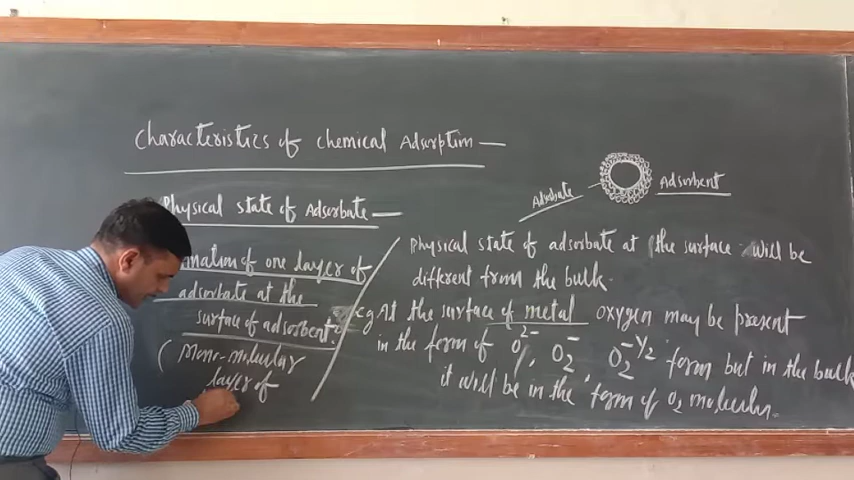 Characteristics of chemical Adsorption —
Physical state of Adsorbate —
mation of one layer of
adsorbate at the
surface of adsorbent.
( Mono-molicular
layer of
Adsorbate
Adsorbent
Physical state of adsorbate at the surface will be
different from the bulk.
eg At the surface of metal oxygen may be present
in the form of O²⁻, O₂⁻, O₂⁻¹/² form but in the bulk
it will be in the form of O₂ molecular.